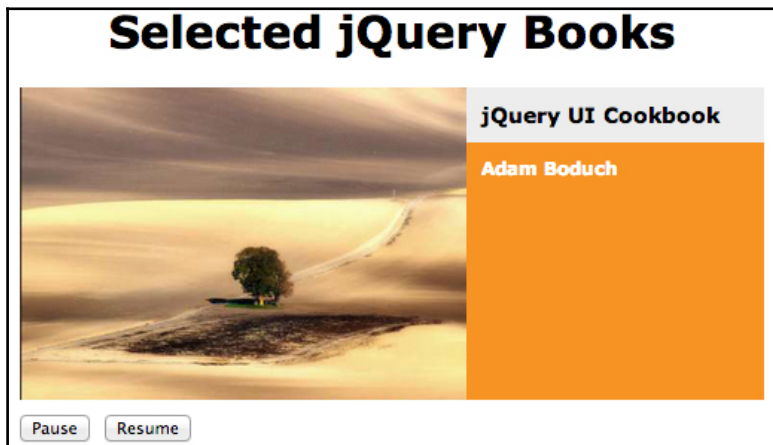 Selected jQuery Books
jQuery UI Cookbook
Adam Boduch
Pause Resume